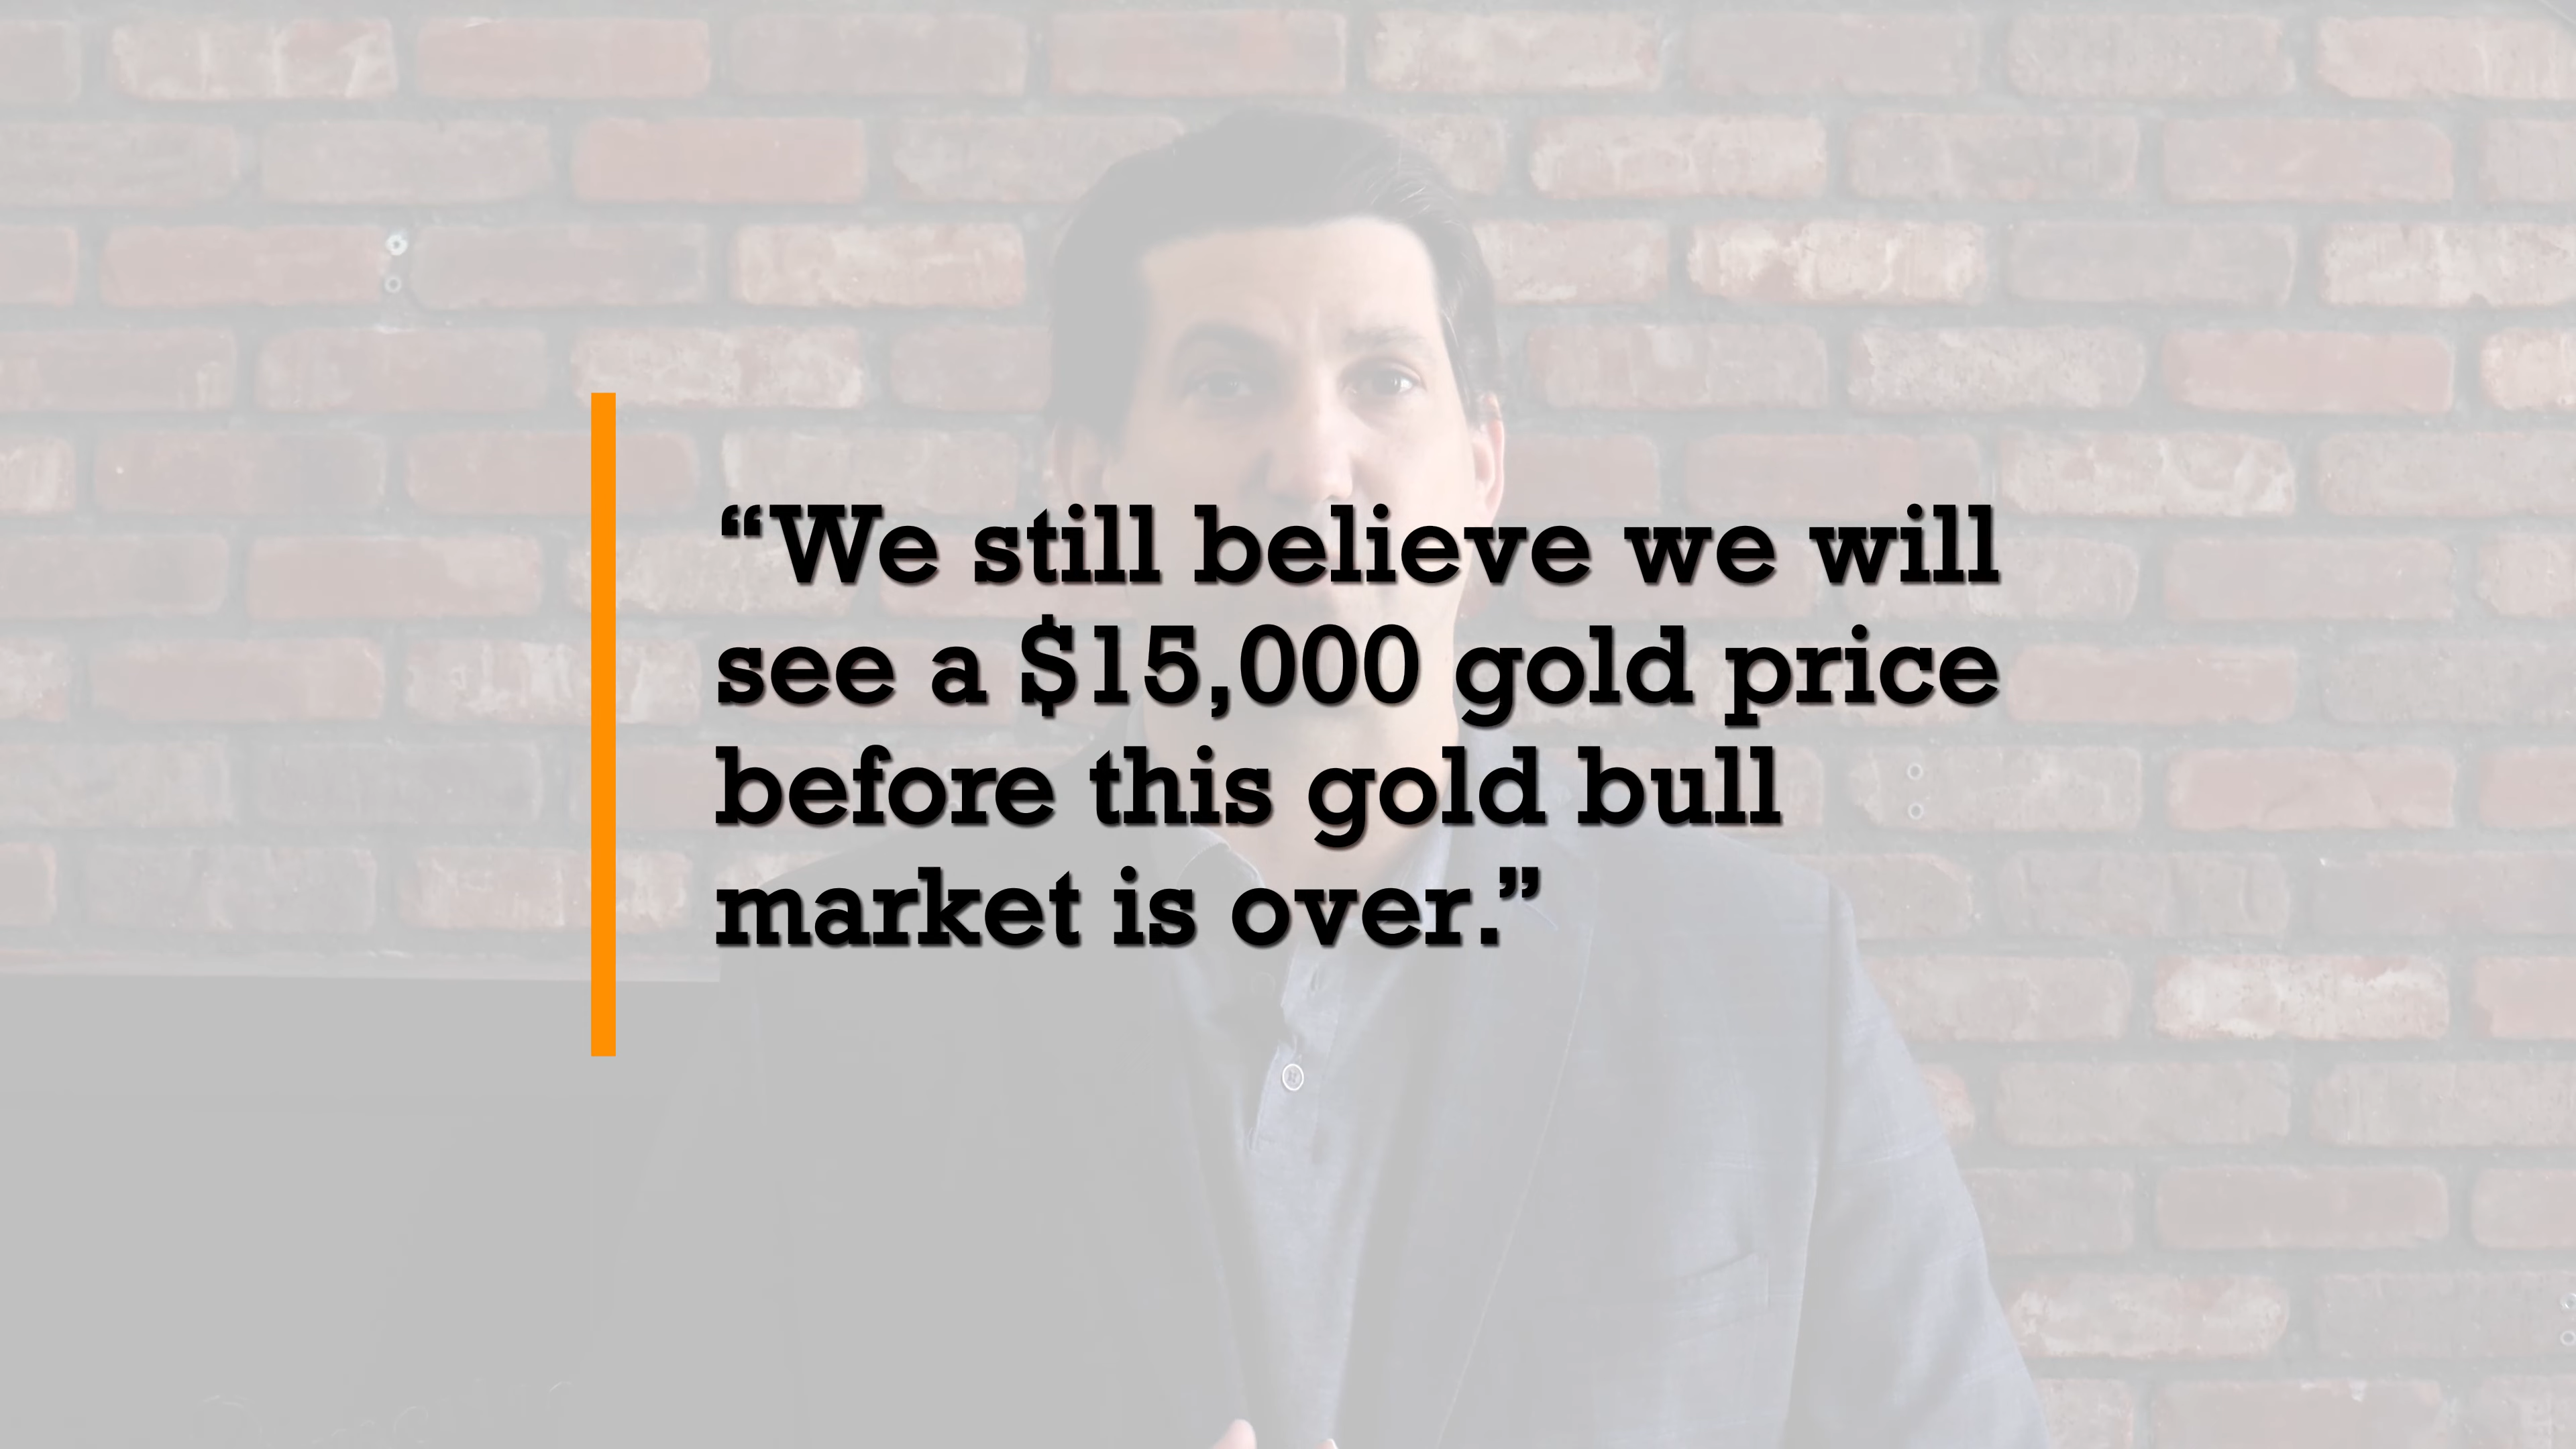 “We still believe we will
see a $15,000 gold price
before this gold bull
market is over.”